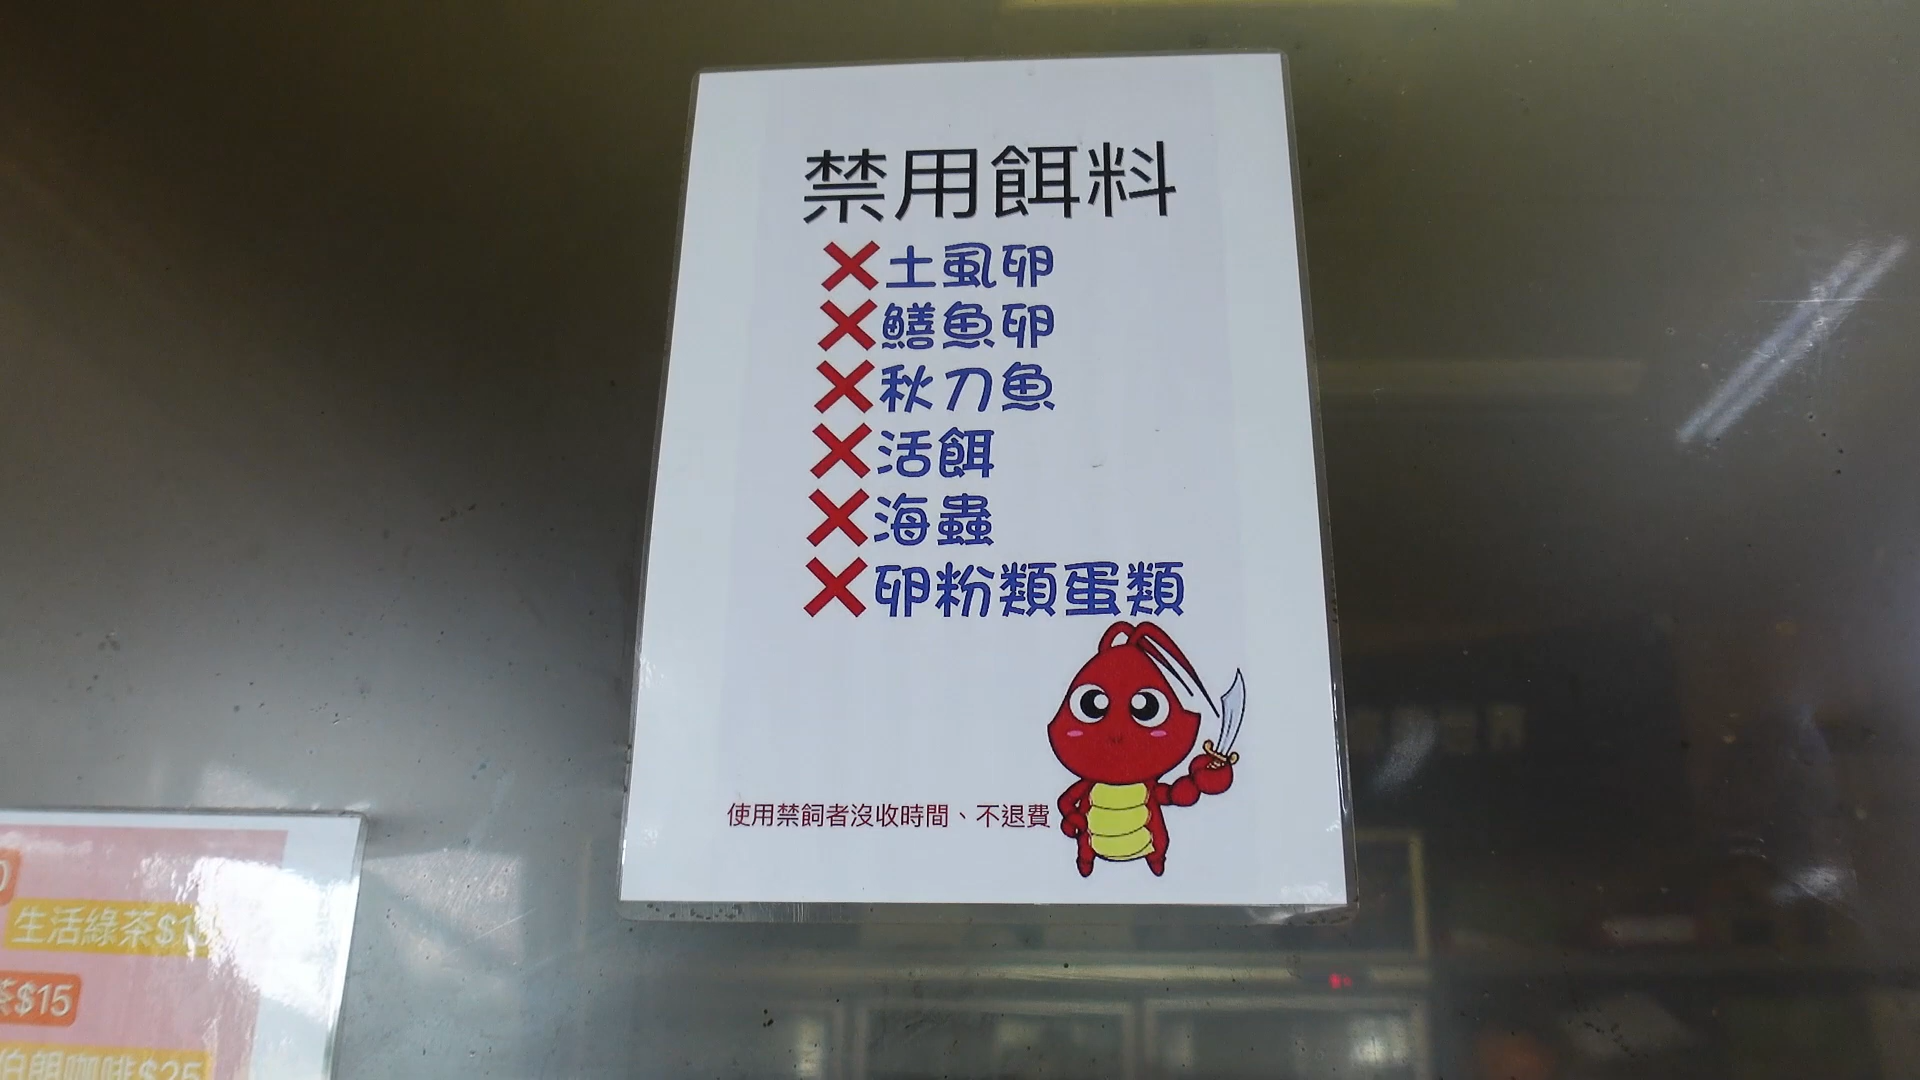 禁用餌料
❌土虱卵
❌鱔魚卵
❌秋刀魚
❌活餌
❌海蟲
❌卵粉類蛋類
使用禁飼者沒收時間、不退費
生活綠茶$1
茶$15
伯朗咖啡$25